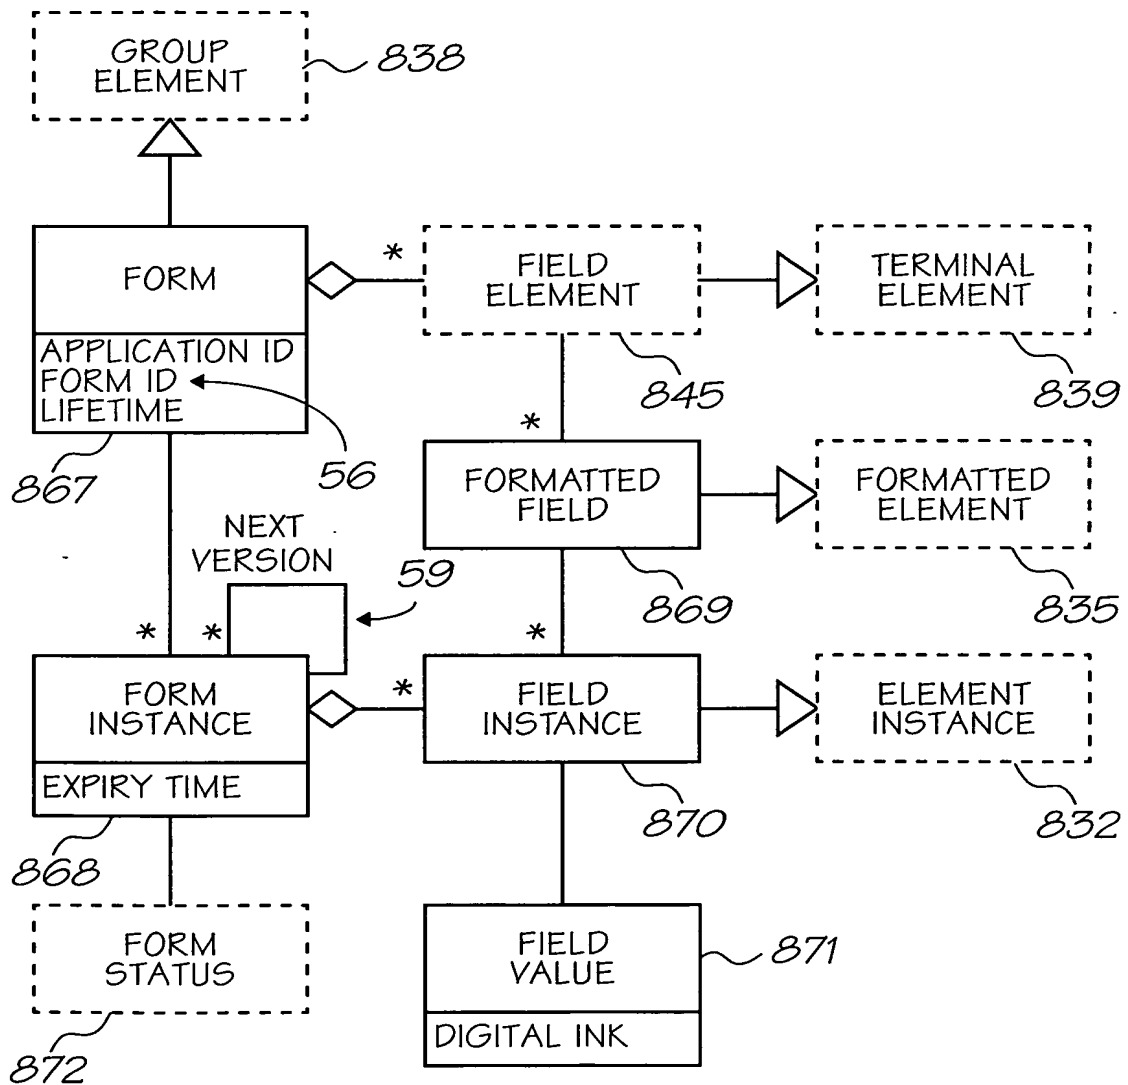 GROUP
ELEMENT
838
FORM
*
FIELD
ELEMENT
TERMINAL
ELEMENT
APPLICATION ID
FORM ID
LIFETIME
845
839
867
56
*
FORMATTED
FIELD
FORMATTED
ELEMENT
NEXT
VERSION
59
869
835
*
*
*
FORM
INSTANCE
*
FIELD
INSTANCE
ELEMENT
INSTANCE
EXPIRY TIME
870
832
868
FORM
STATUS
FIELD
VALUE
871
DIGITAL INK
872